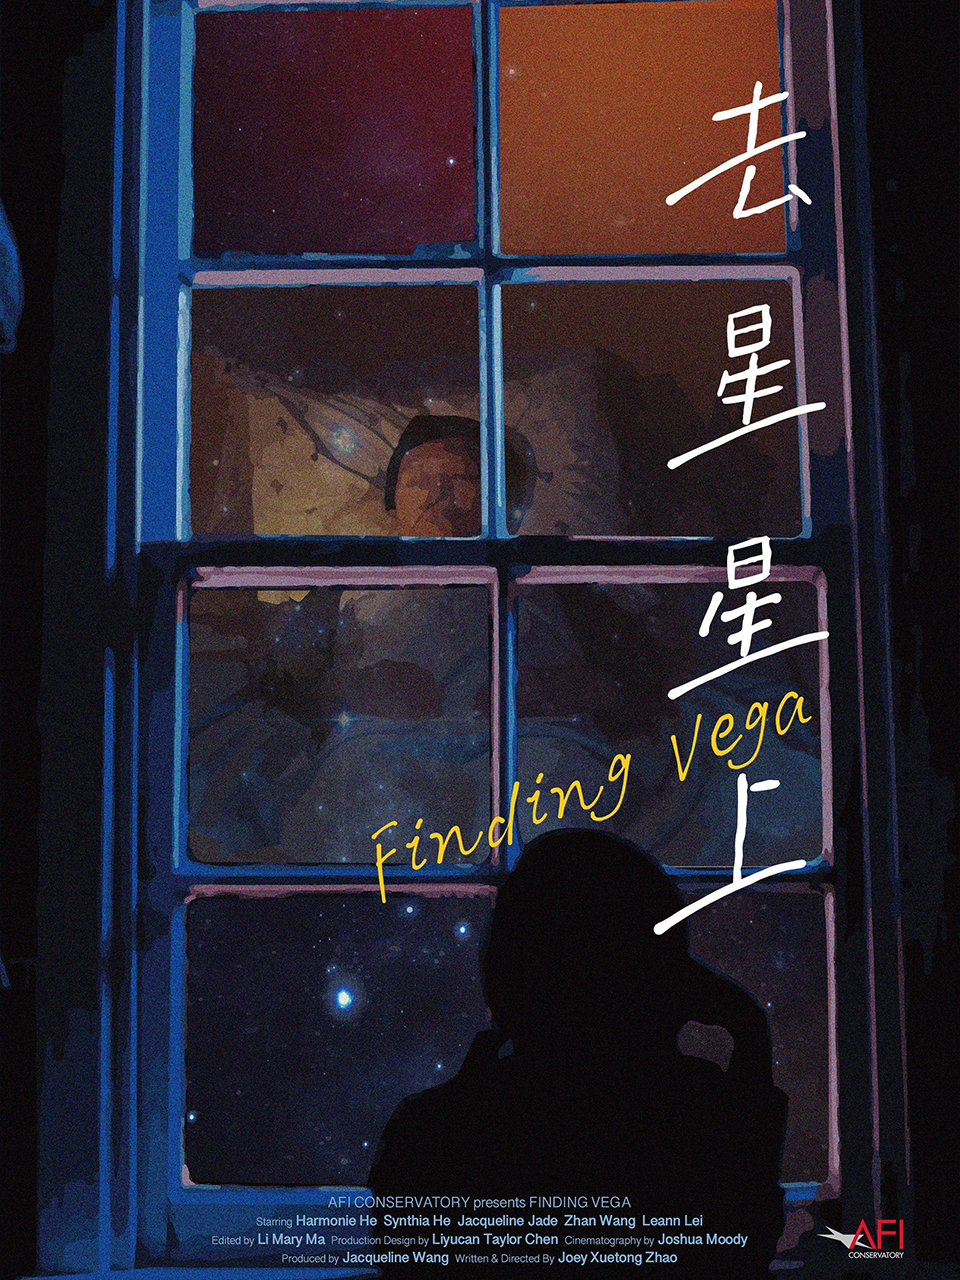 去星星上
Finding Vega
AFI CONSERVATORY presents FINDING VEGA
Starring Harmonie He Synthia He Jacqueline Jade Zhan Wang Leann Lei
Edited by Li Mary Ma Production Design by Liyucan Taylor Chen Cinematography by Joshua Moody
Produced by Jacqueline Wang Written & Directed By Joey Xuetong Zhao
AFI
CONSERVATORY